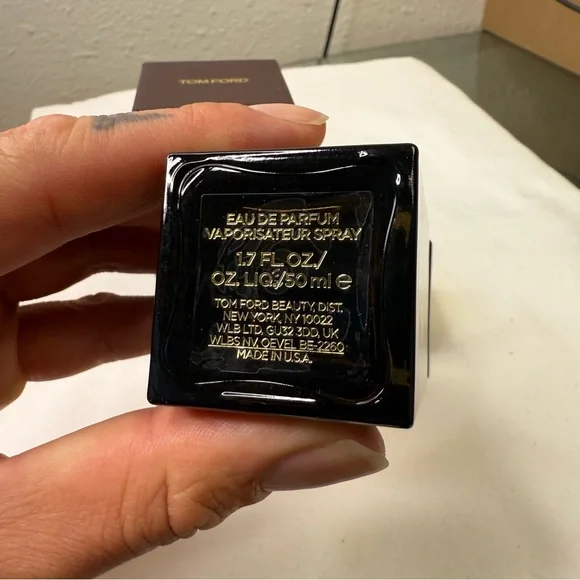 TOM FORD
EAU DE PARFUM
VAPORISATEUR SPRAY
1.7 FL. OZ./
OZ. LIQ./50 ml ℮
TOM FORD BEAUTY, DIST.
NEW YORK, NY 10022
WLB LTD, GU32 3DD, UK
WLBS NV, OEVEL BE-2260
MADE IN U.S.A.